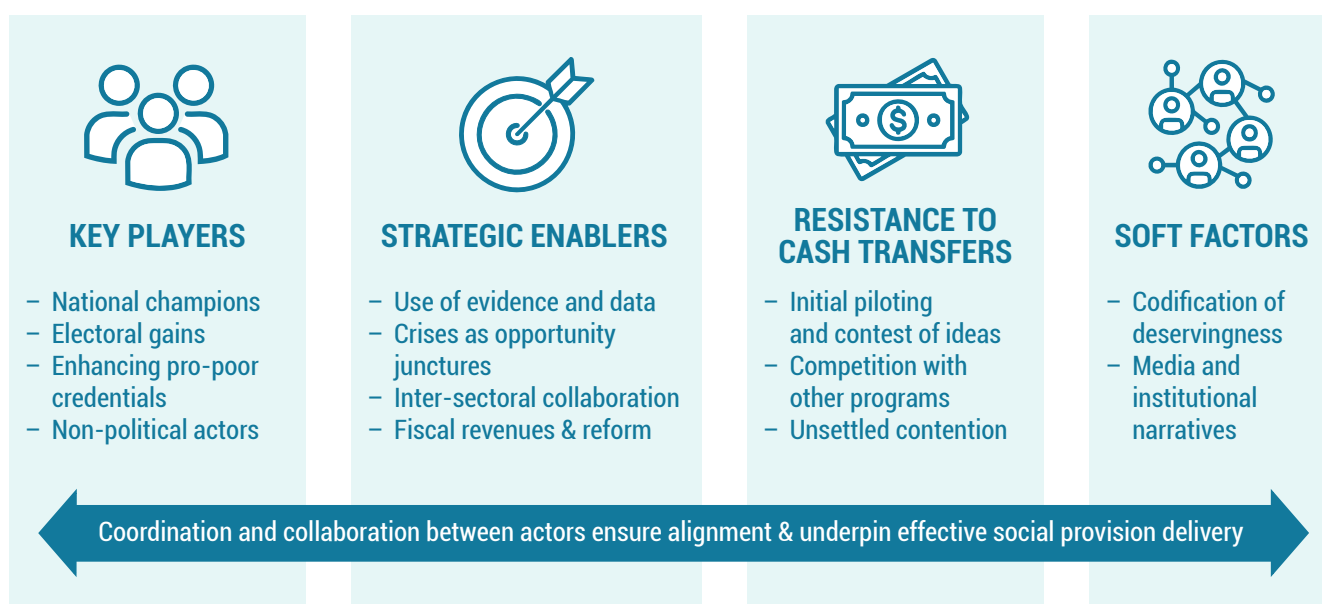 KEY PLAYERS
– National champions
– Electoral gains
– Enhancing pro-poor
credentials
– Non-political actors
STRATEGIC ENABLERS
– Use of evidence and data
– Crises as opportunity
junctures
– Inter-sectoral collaboration
– Fiscal revenues & reform
$
RESISTANCE TO
CASH TRANSFERS
– Initial piloting
and contest of ideas
– Competition with
other programs
– Unsettled contention
SOFT FACTORS
– Codification of
deservingness
– Media and
institutional
narratives
Coordination and collaboration between actors ensure alignment & underpin effective social provision delivery